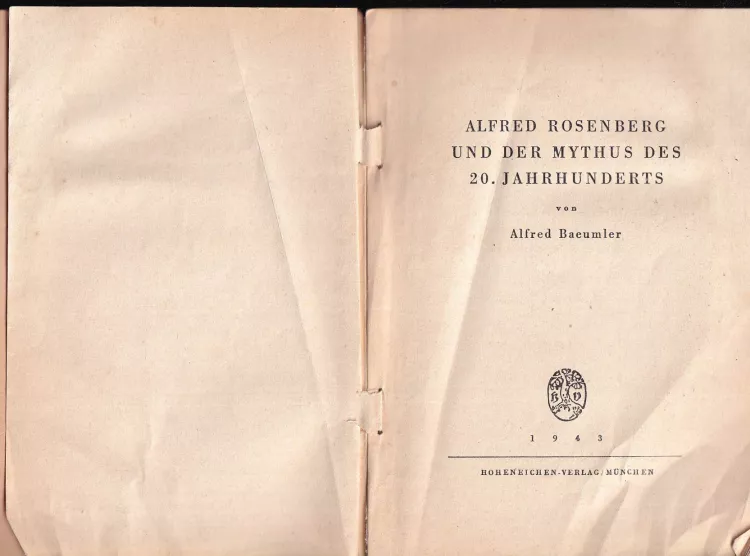 ALFRED ROSENBERG
UND DER MYTHUS DES
20. JAHRHUNDERTS
von
Alfred Baeumler
H V
1 9 4 3
HOHENEICHEN-VERLAG/MÜNCHEN